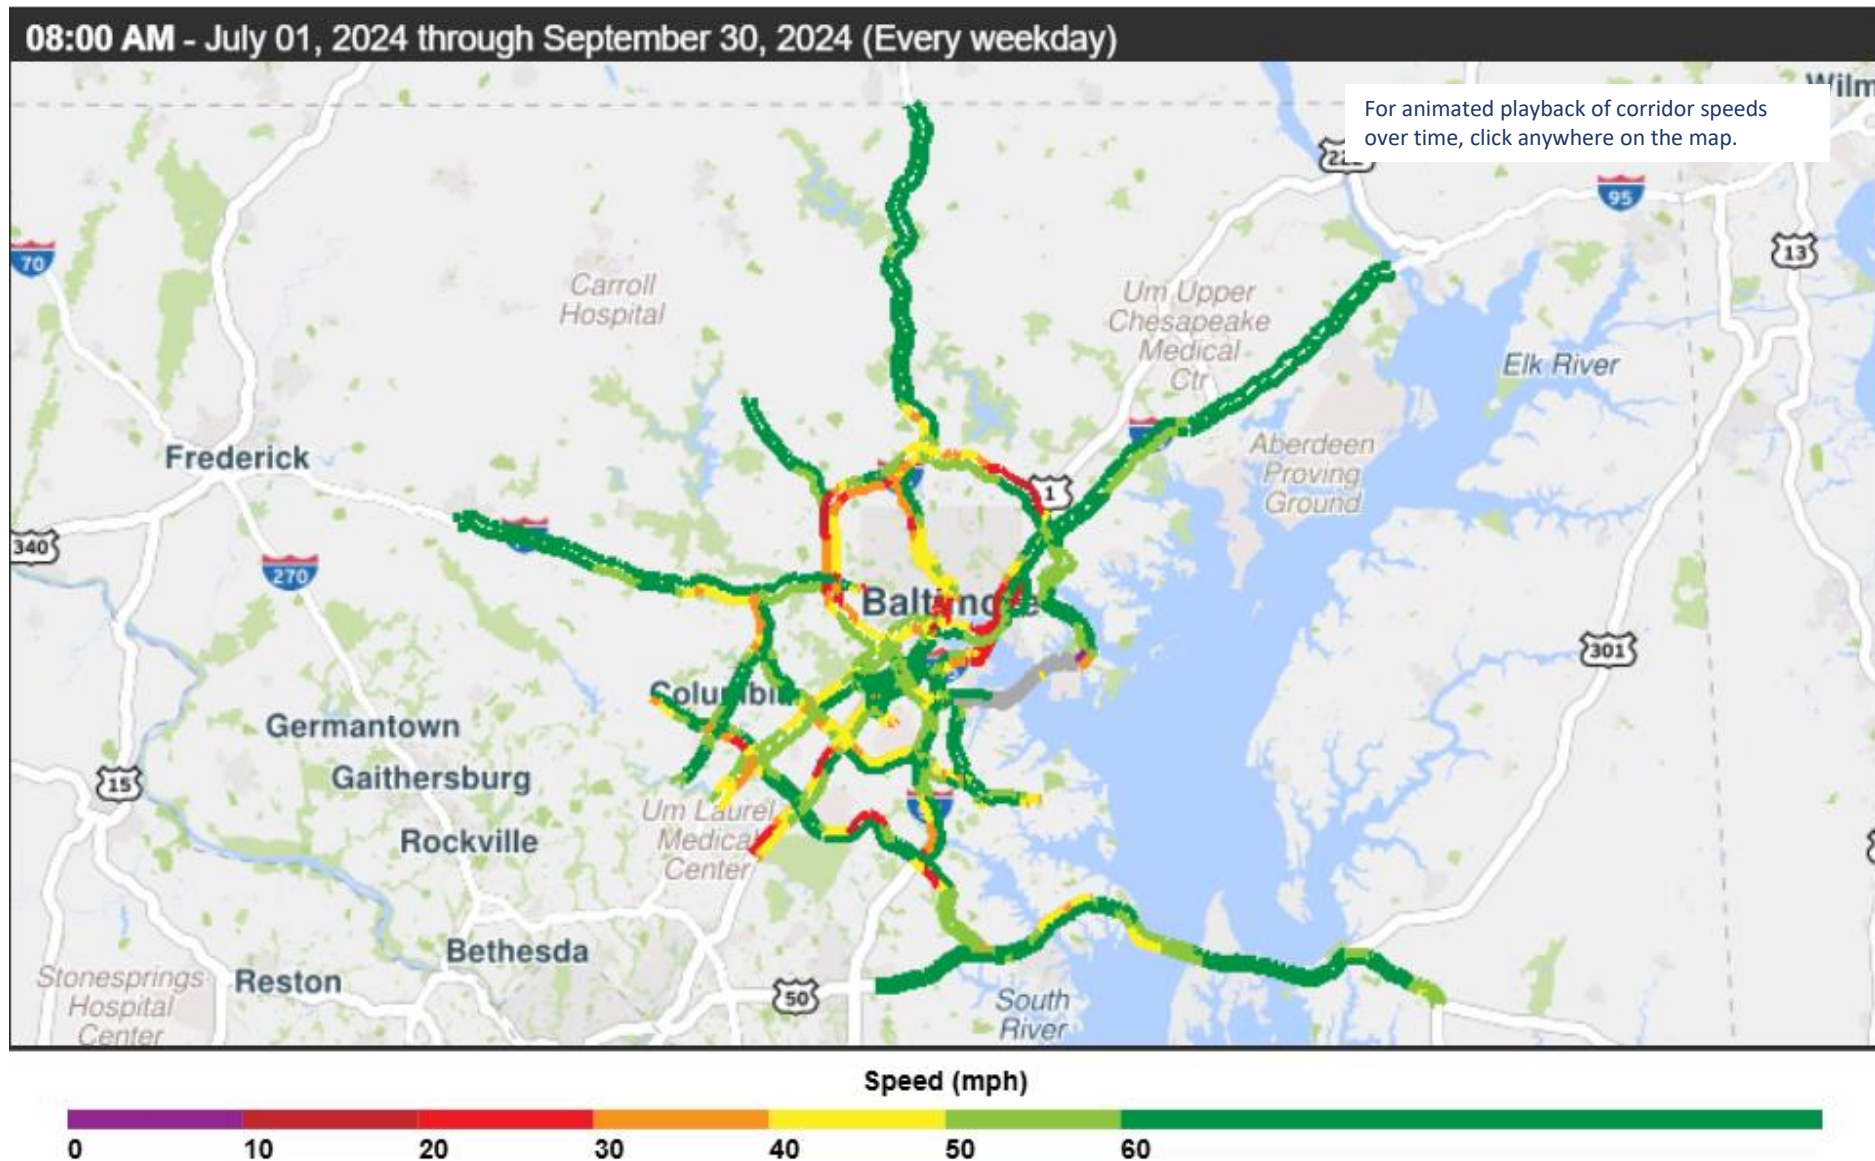 08:00 AM - July 01, 2024 through September 30, 2024 (Every weekday)
For animated playback of corridor speeds
over time, click anywhere on the map.
95
13
70
Carroll
Hospital
Um Upper
Chesapeake
Medical
Ctr
Elk River
Frederick
Aberdeen
Proving
Ground
1
340
270
Baltimore
301
Columbia
Germantown
15
Gaithersburg
Um Laurel
Medical
Center
Rockville
Bethesda
Stonesprings
Hospital
Center
Reston
50
South
River
Speed (mph)
0 10 20 30 40 50 60